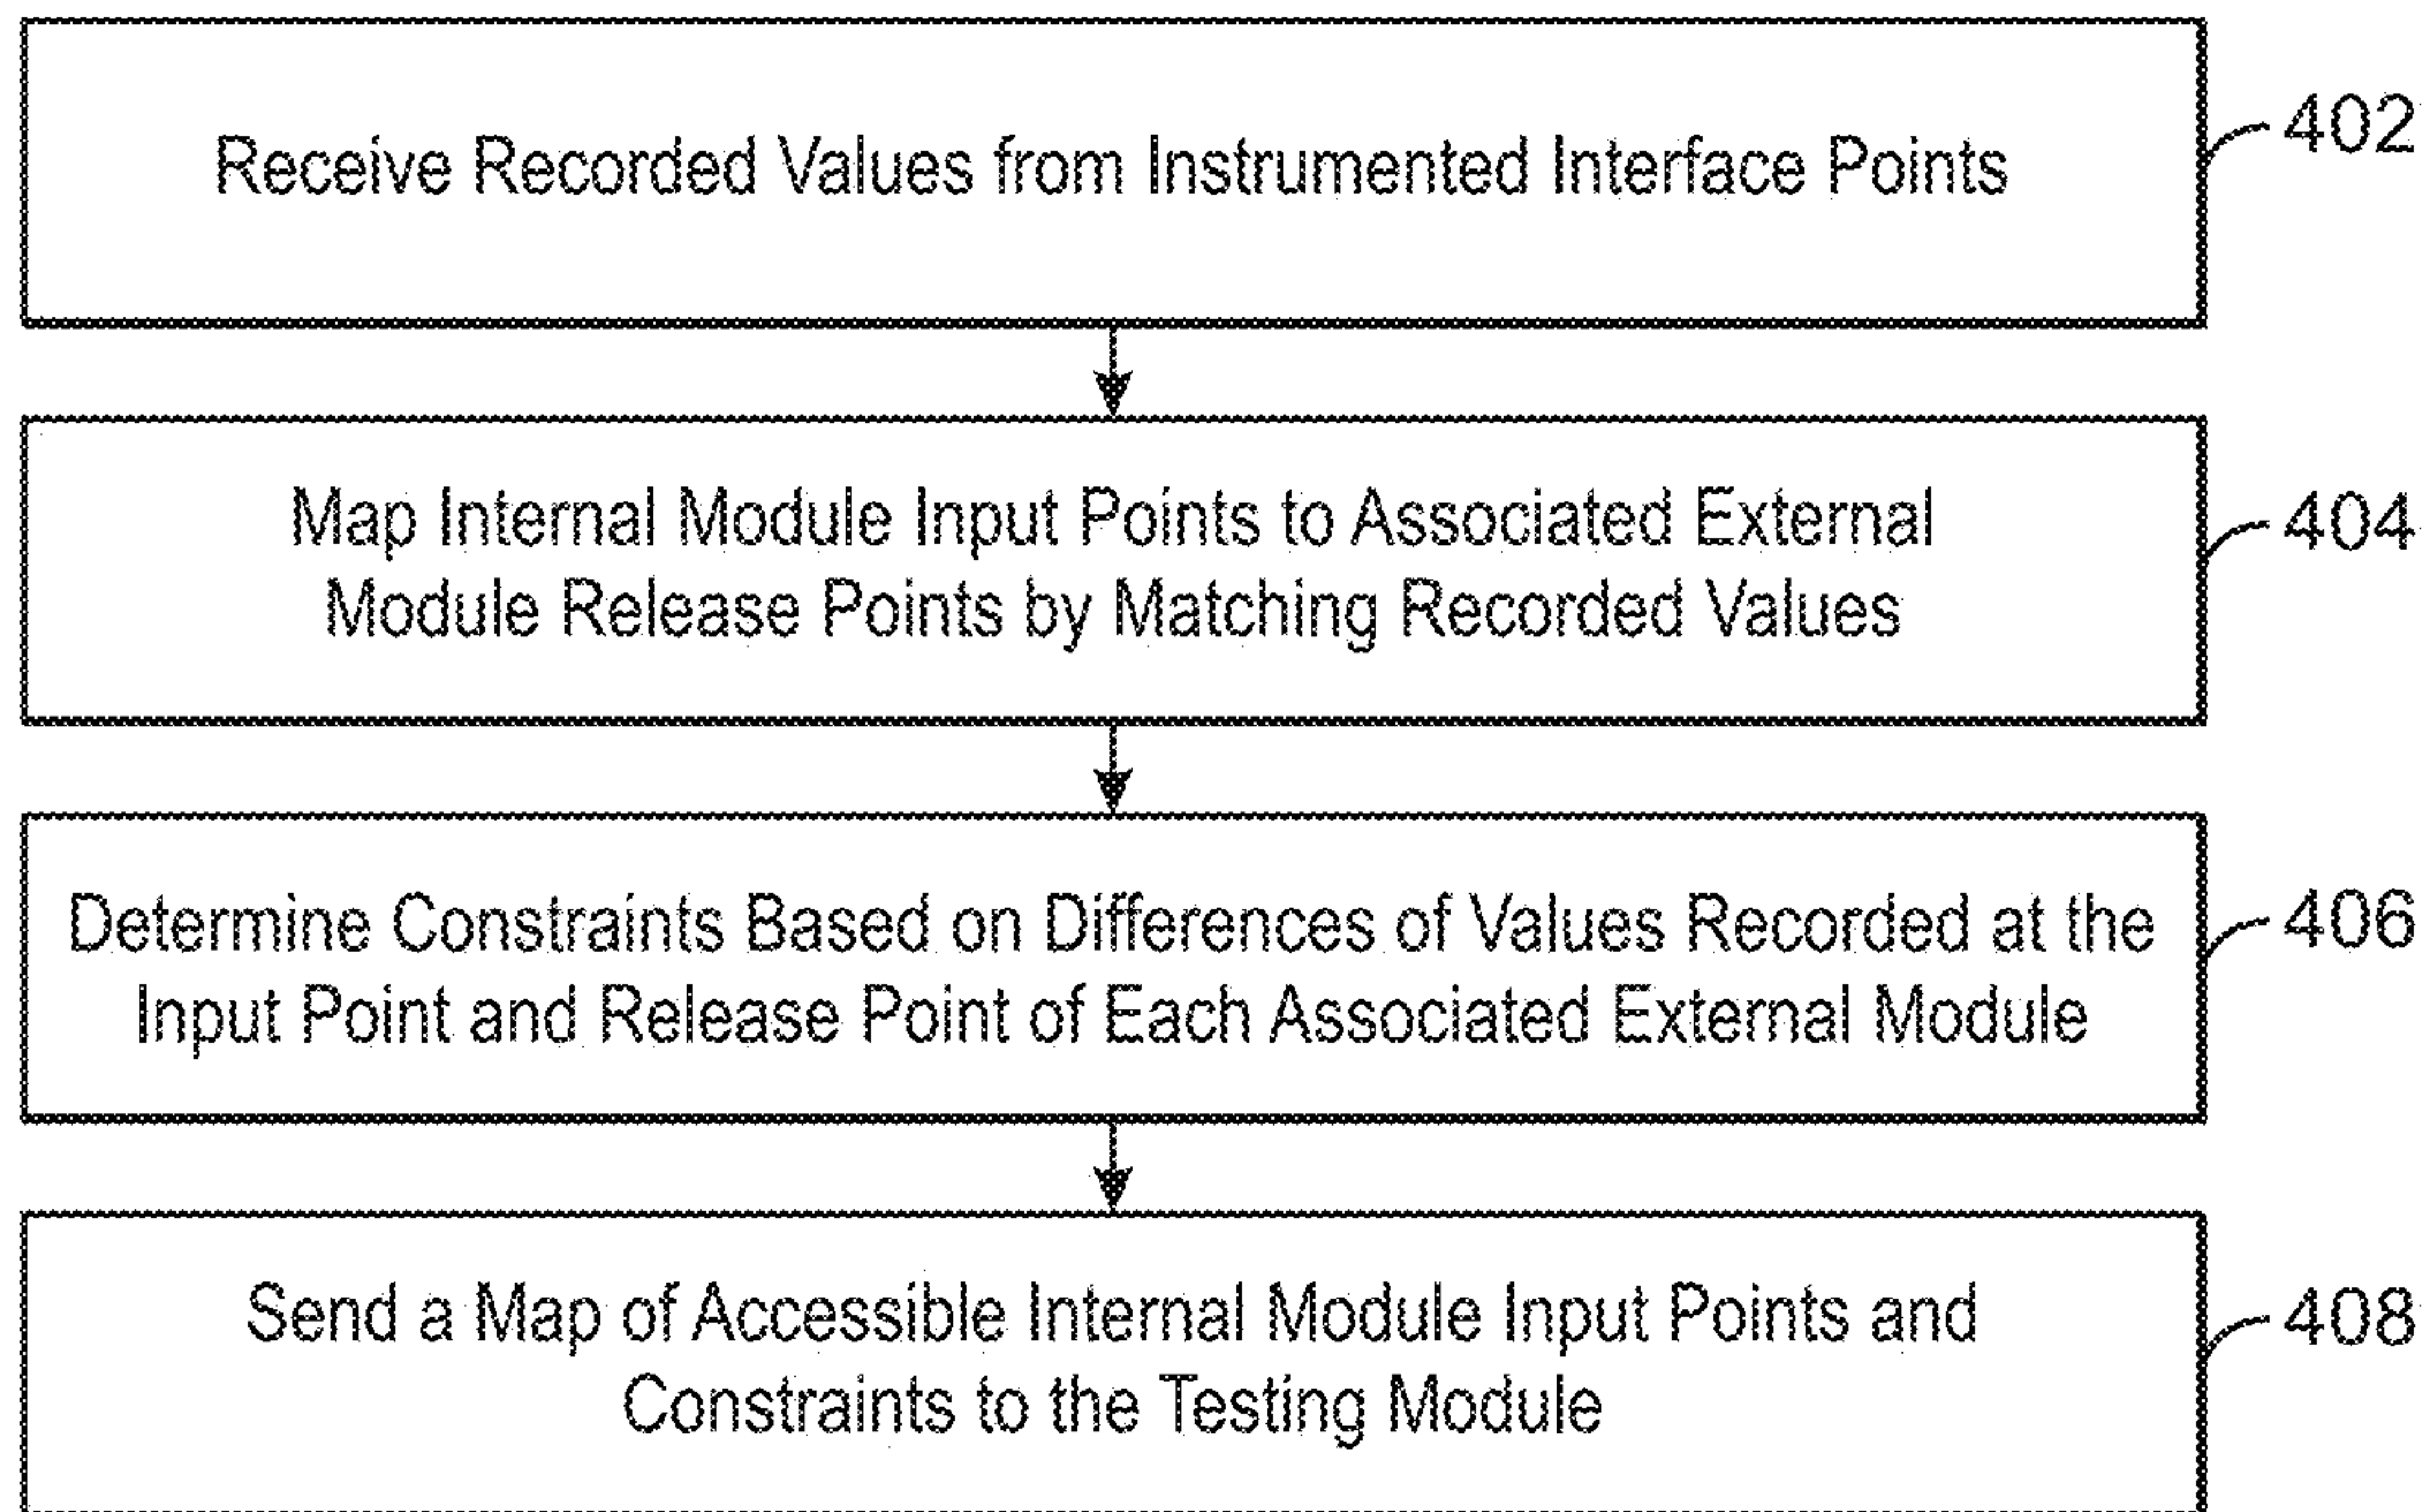 Receive Recorded Values from Instrumented Interface Points
402
Map Internal Module Input Points to Associated External
Module Release Points by Matching Recorded Values
404
Determine Constraints Based on Differences of Values Recorded at the
Input Point and Release Point of Each Associated External Module
406
Send a Map of Accessible Internal Module Input Points and
Constraints to the Testing Module
408